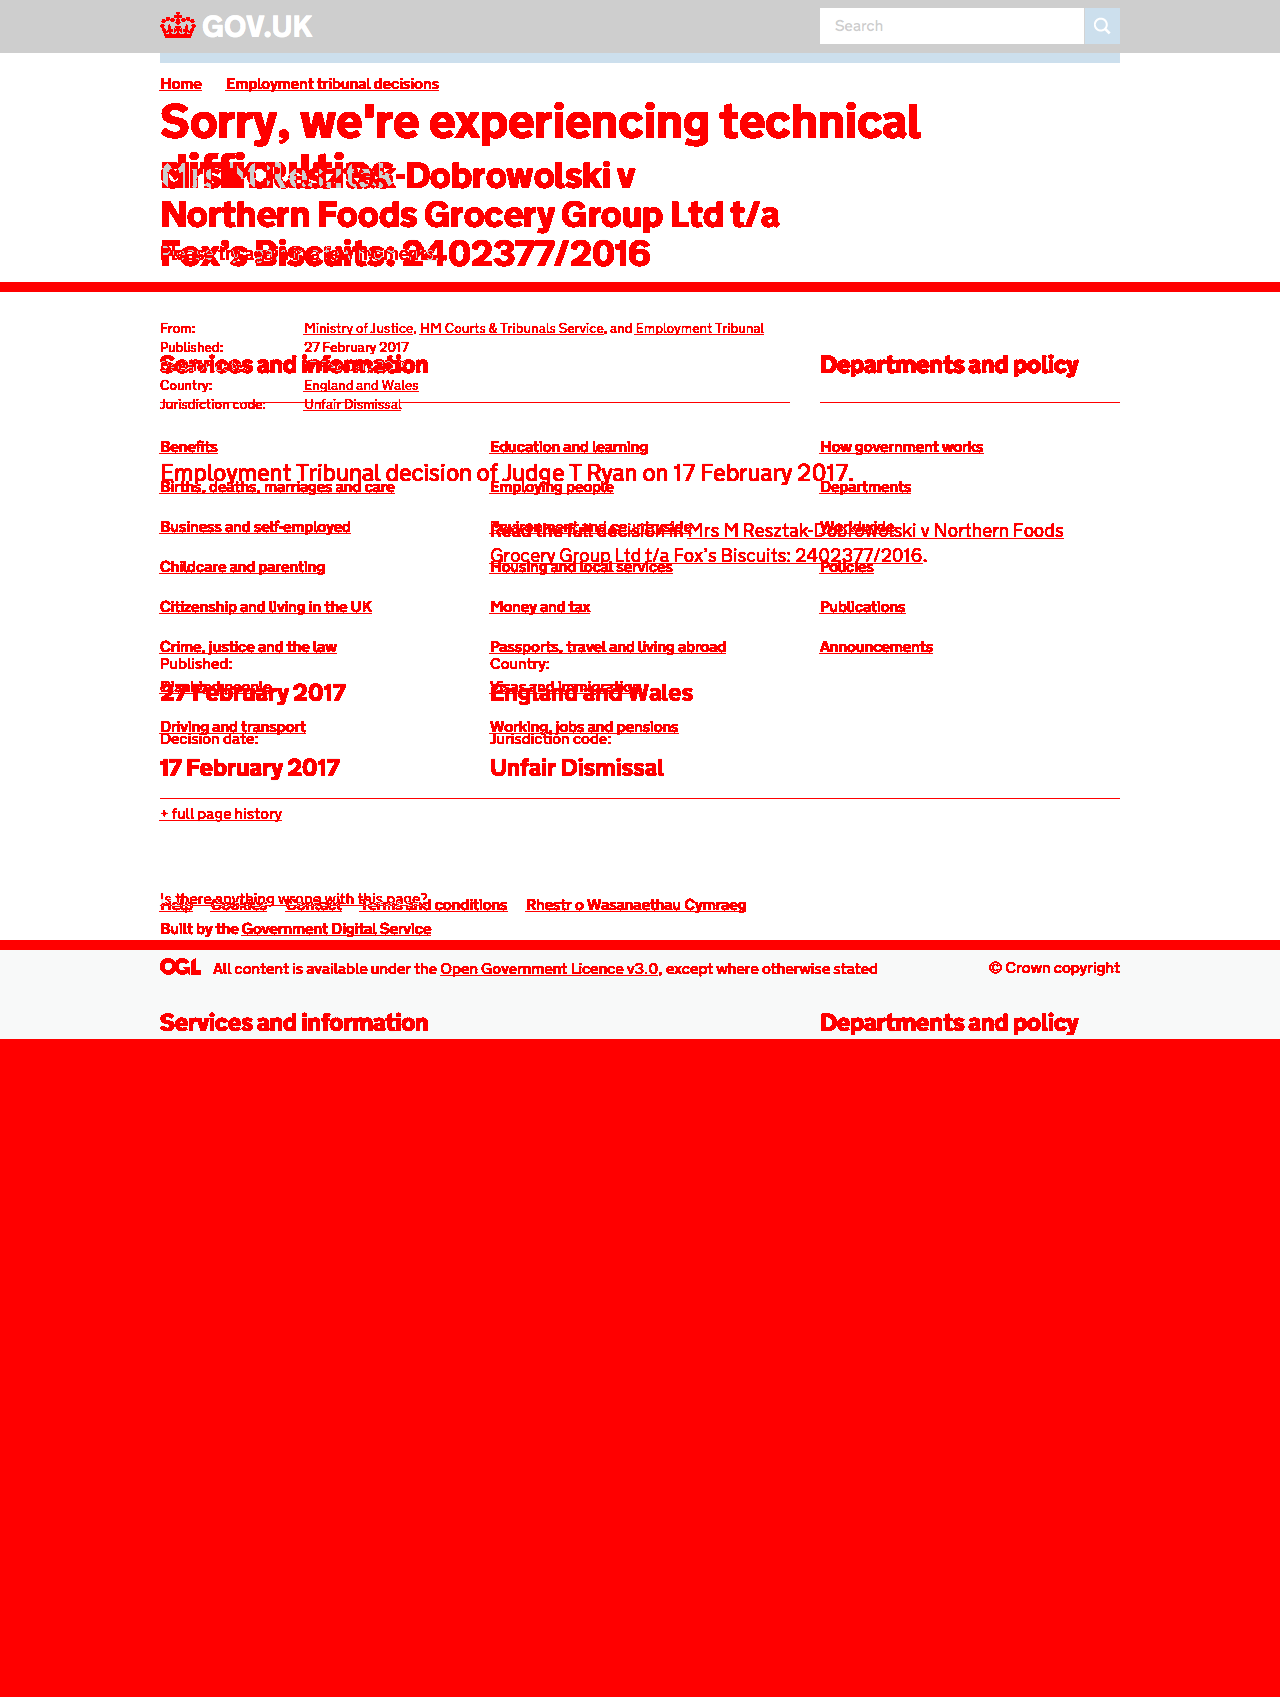 GOV.UK
Search
Home Employment tribunal decisions
Sorry, we're experiencing technical
difficulties
Mrs M Resztak-Dobrowolski v
Northern Foods Grocery Group Ltd t/a
Fox's Biscuits: 2402377/2016
Please try again in a few moments.
From: Ministry of Justice, HM Courts & Tribunals Service, and Employment Tribunal
Published: 27 February 2017
Services and information Departments and policy
Country: England and Wales
Jurisdiction code: Unfair Dismissal
Benefits Education and learning How government works
Employment Tribunal decision of Judge T Ryan on 17 February 2017.
Births, deaths, marriages and care Employing people Departments
Business and self-employed Environment and countryside Worldwide
Read the full decision in Mrs M Resztak-Dobrowolski v Northern Foods
Grocery Group Ltd t/a Fox's Biscuits: 2402377/2016.
Childcare and parenting Housing and local services Policies
Citizenship and living in the UK Money and tax Publications
Crime, justice and the law Passports, travel and living abroad Announcements
Published: Country:
Disabled people Visas and immigration
27 February 2017 England and Wales
Driving and transport Working, jobs and pensions
Decision date: Jurisdiction code:
17 February 2017 Unfair Dismissal
+ full page history
Is there anything wrong with this page?
Help Cookies Contact Terms and conditions Rhestr o Wasanaethau Cymraeg
Built by the Government Digital Service
OGL All content is available under the Open Government Licence v3.0, except where otherwise stated © Crown copyright
Services and information Departments and policy